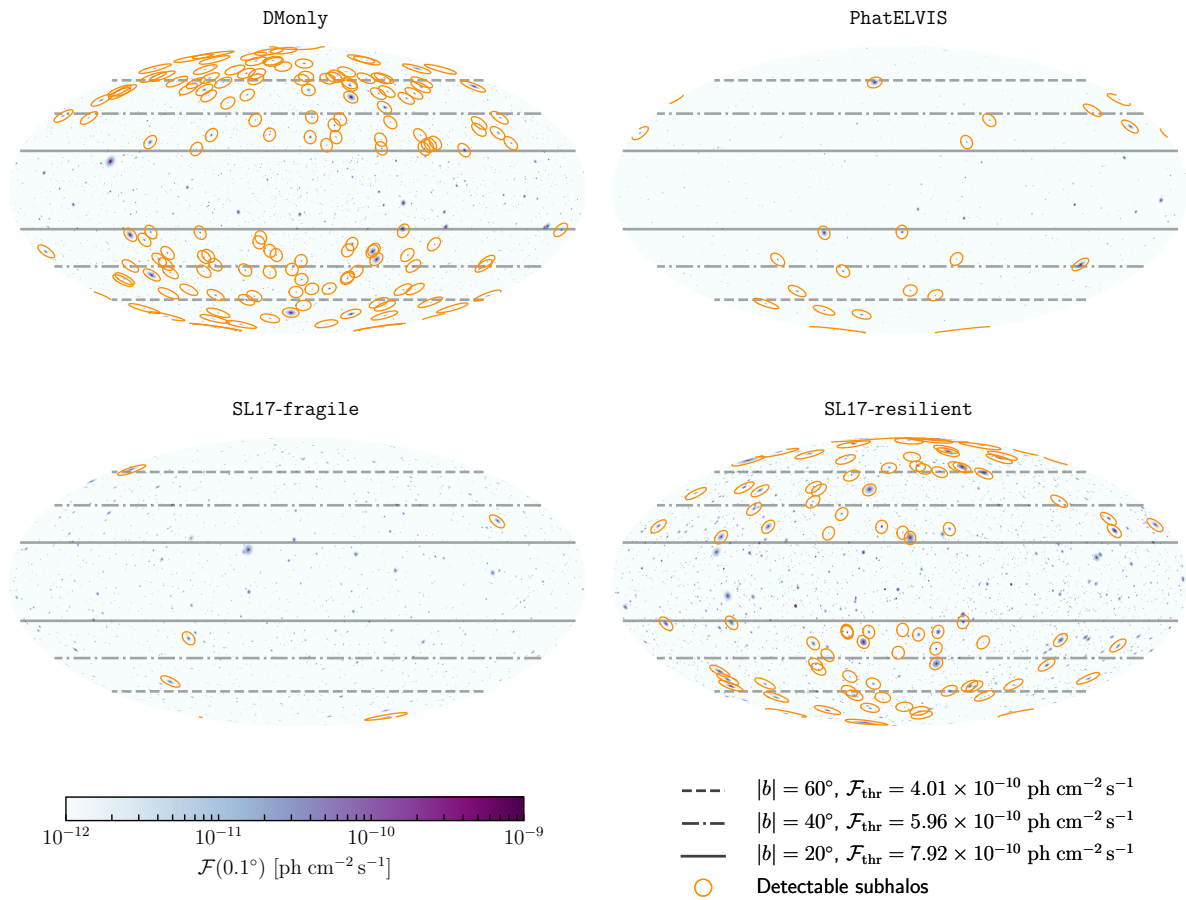 DMonly
PhatELVIS
SL17-fragile
SL17-resilient
10⁻¹² 10⁻¹¹ 10⁻¹⁰ 10⁻⁹
ℱ(0.1°) [ph cm⁻² s⁻¹]
|b| = 60°, ℱ_thr = 4.01 × 10⁻¹⁰ ph cm⁻² s⁻¹
|b| = 40°, ℱ_thr = 5.96 × 10⁻¹⁰ ph cm⁻² s⁻¹
|b| = 20°, ℱ_thr = 7.92 × 10⁻¹⁰ ph cm⁻² s⁻¹
Detectable subhalos